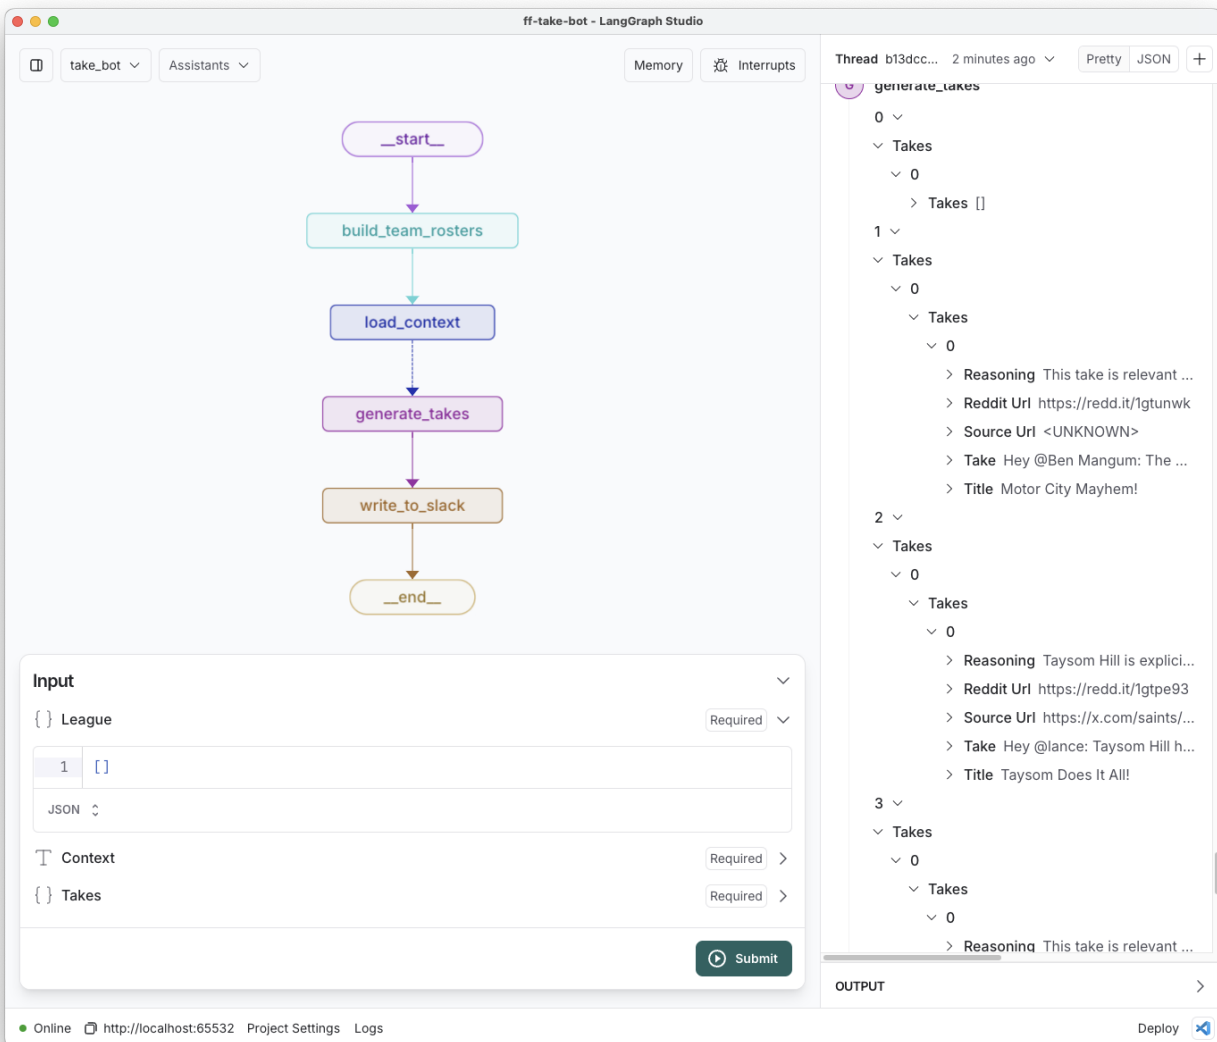 ff-take-bot - LangGraph Studio
take_bot
Assistants
Memory
Interrupts
__start__
build_team_rosters
load_context
generate_takes
write_to_slack
__end__
Input
League
Required
1 []
JSON
Context
Required
Takes
Required
Submit
Thread b13dcc... 2 minutes ago
Pretty JSON
G generate_takes
0
Takes
0
Takes []
1
Takes
0
Takes
0
Reasoning This take is relevant ...
Reddit Url https://redd.it/1gtunwk
Source Url <UNKNOWN>
Take Hey @Ben Mangum: The ...
Title Motor City Mayhem!
2
Takes
0
Takes
0
Reasoning Taysom Hill is explici...
Reddit Url https://redd.it/1gtpe93
Source Url https://x.com/saints/...
Take Hey @lance: Taysom Hill h...
Title Taysom Does It All!
3
Takes
0
Takes
0
Reasoning This take is relevant ...
OUTPUT
Online http://localhost:65532 Project Settings Logs
Deploy